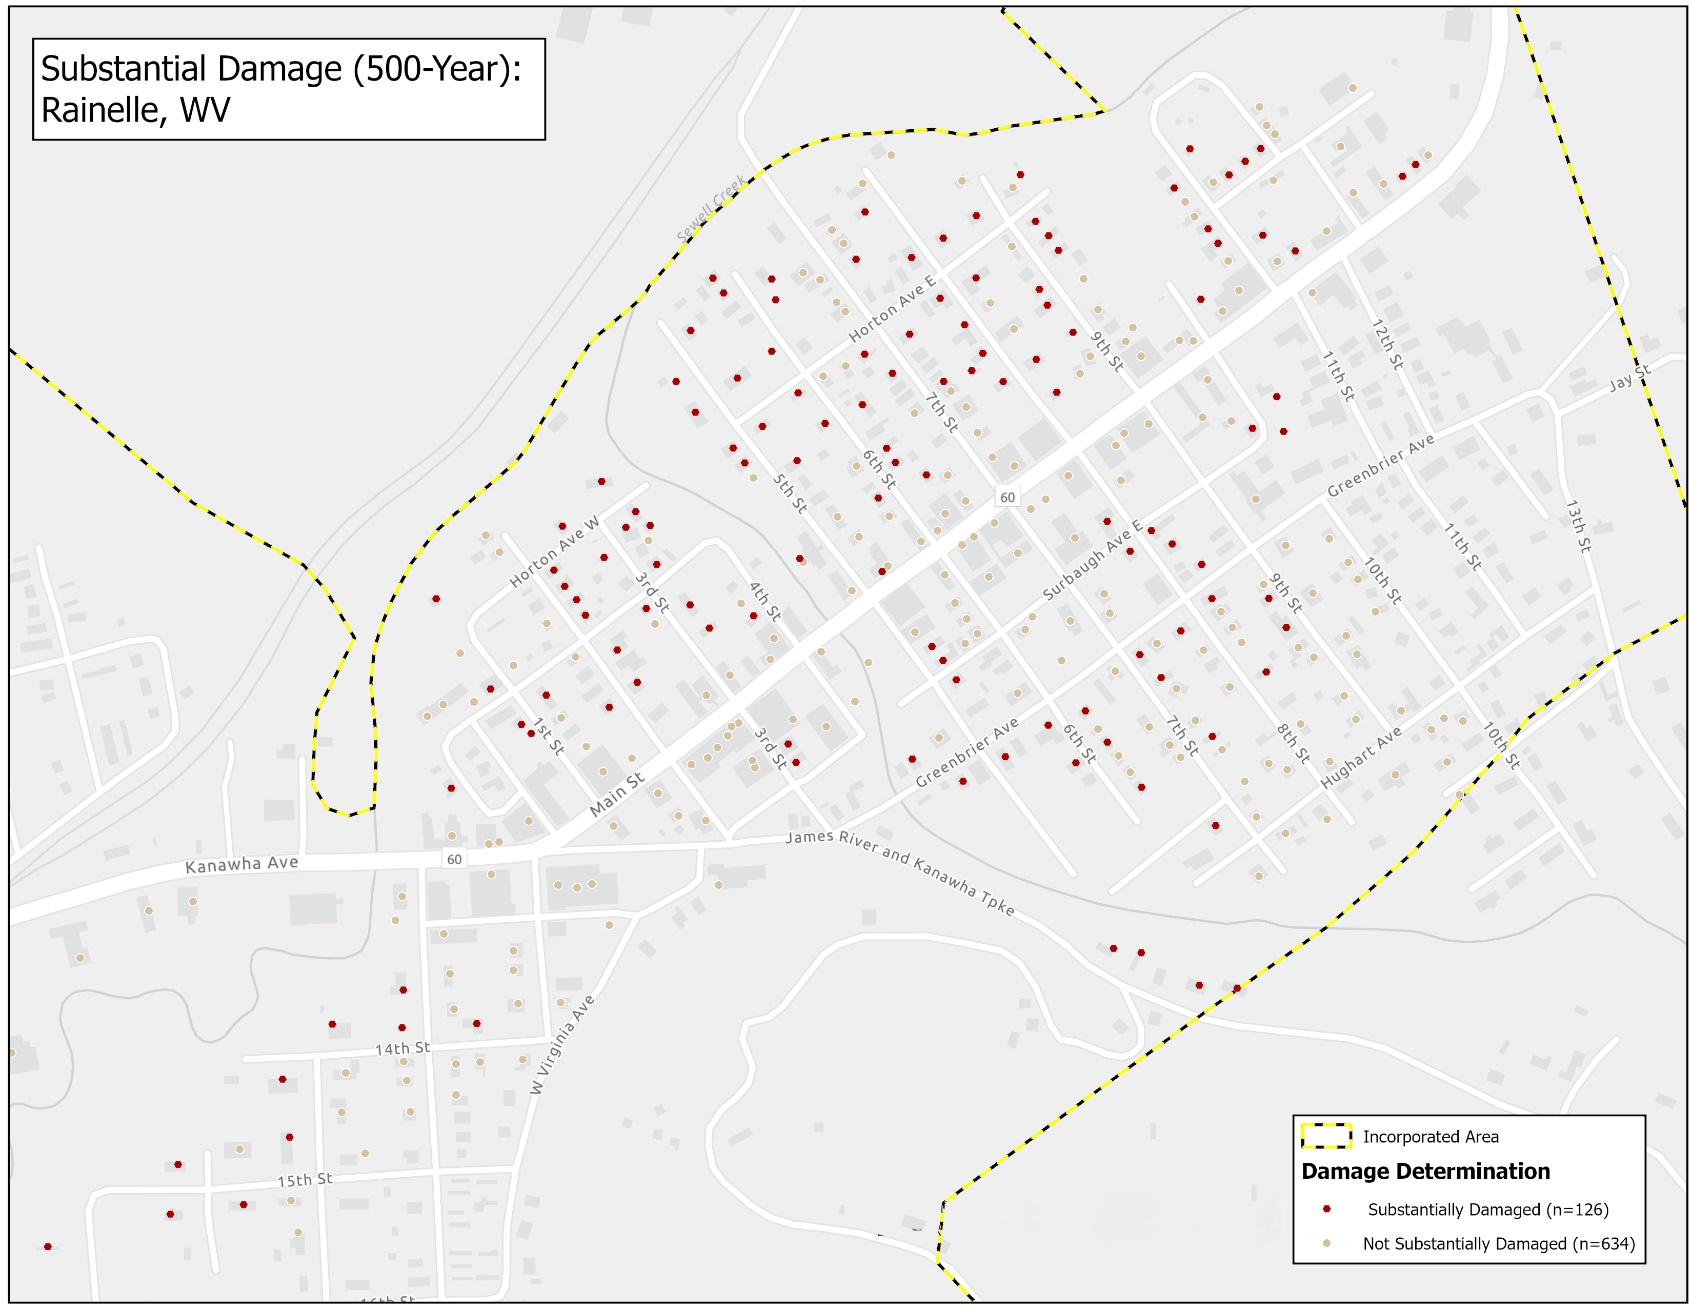 Substantial Damage (500-Year):
Rainelle, WV
Sewell Creek
Horton Ave E
9th St
12th St
11th St
Jay St
7th St
6th St
5th St
Greenbrier Ave
60
Horton Ave W
3rd St
4th St
Surbaugh Ave E
13th St
11th St
10th St
9th St
1st St
3rd St
Main St
Greenbrier Ave
6th St
7th St
8th St
Hughart Ave
10th St
Kanawha Ave
60
James River and Kanawha Tpke
14th St
W Virginia Ave
15th St
16th St
Incorporated Area
Damage Determination
Substantially Damaged (n=126)
Not Substantially Damaged (n=634)